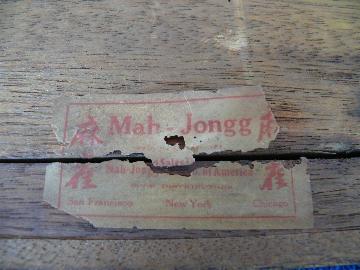 麻 Mah-Jongg 麻
Sales
雀 Mah-Jongg Co. of America 雀
San Francisco New York Chicago